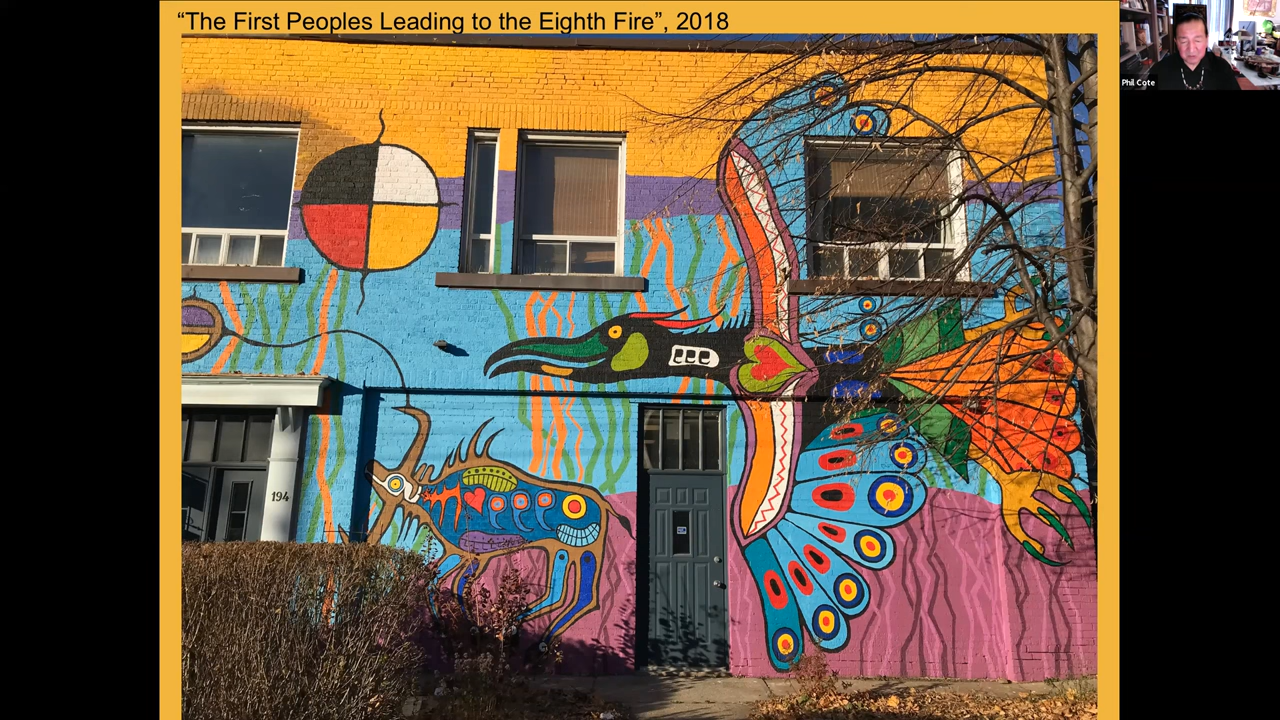 “The First Peoples Leading to the Eighth Fire”, 2018
Phil Cote
194